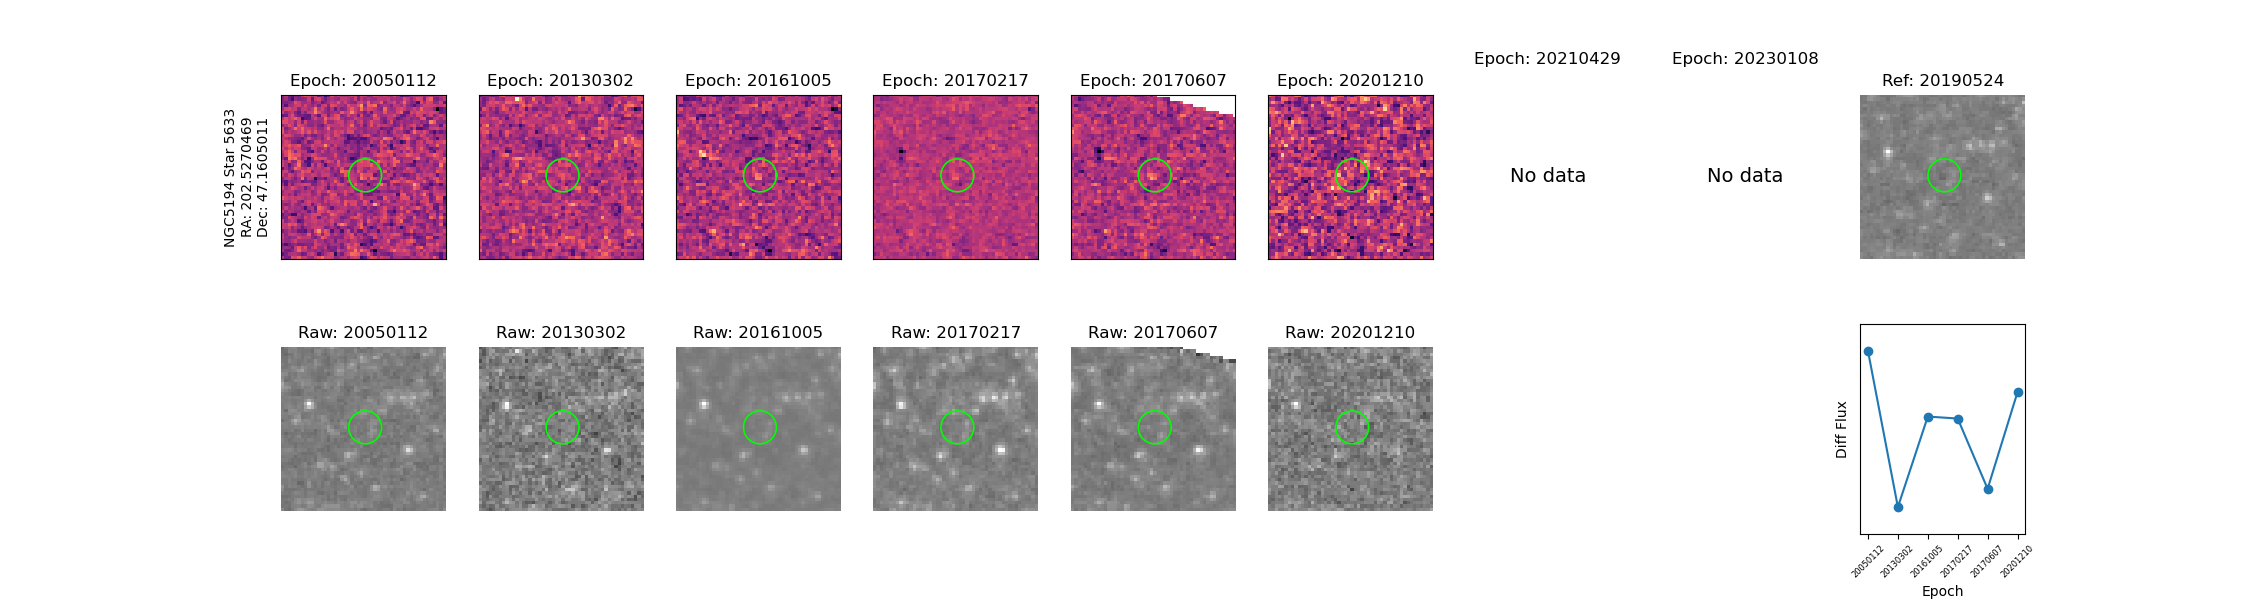 Epoch: 20210429
Epoch: 20230108
Epoch: 20050112
Epoch: 20130302
Epoch: 20161005
Epoch: 20170217
Epoch: 20170607
Epoch: 20201210
Ref: 20190524
NGC5194 Star 5633
RA: 202.5270469
Dec: 47.1605011
No data
No data
Raw: 20050112
Raw: 20130302
Raw: 20161005
Raw: 20170217
Raw: 20170607
Raw: 20201210
Diff Flux
20050112
20130302
20161005
20170217
20170607
20201210
Epoch